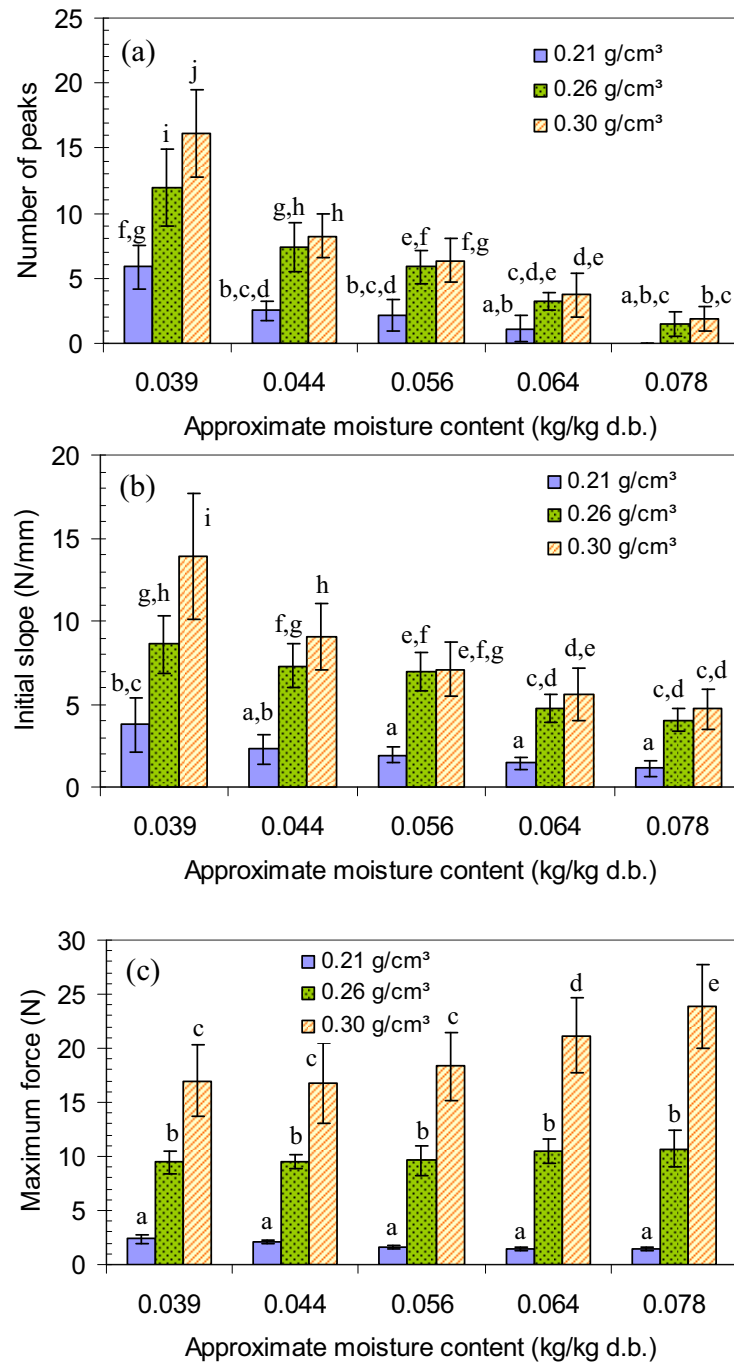 (a)
0.21 g/cm³
0.26 g/cm³
0.30 g/cm³
Number of peaks
25
20
15
10
5
0
f,g
i
j
b,c,d
g,h
h
b,c,d
e,f
f,g
a,b
c,d,e
d,e
a,b,c
b,c
0.039 0.044 0.056 0.064 0.078
Approximate moisture content (kg/kg d.b.)
(b)
0.21 g/cm³
0.26 g/cm³
0.30 g/cm³
Initial slope (N/mm)
20
15
10
5
0
b,c
g,h
i
a,b
f,g
h
a
e,f
e,f,g
a
c,d
d,e
a
c,d
c,d
0.039 0.044 0.056 0.064 0.078
Approximate moisture content (kg/kg d.b.)
(c)
0.21 g/cm³
0.26 g/cm³
0.30 g/cm³
Maximum force (N)
30
25
20
15
10
5
0
a
b
c
a
b
c
a
b
c
a
b
d
a
b
e
0.039 0.044 0.056 0.064 0.078
Approximate moisture content (kg/kg d.b.)